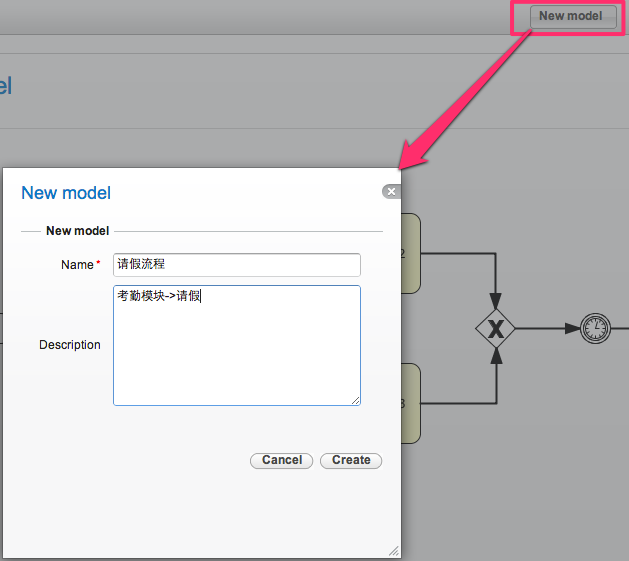 New model
el
New model
New model
Name *
请假流程
考勤模块->请假
Description
2
3
Cancel
Create